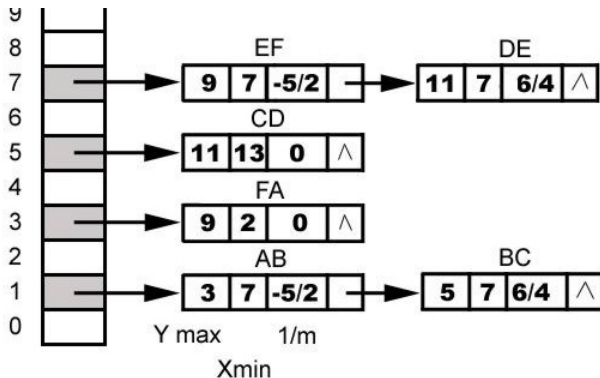 9
8 EF DE
7 9 7 -5/2 11 7 6/4 ^
6 CD
5 11 13 0 ^
4 FA
3 9 2 0 ^
2 AB BC
1 3 7 -5/2 5 7 6/4 ^
0 Y max 1/m
Xmin